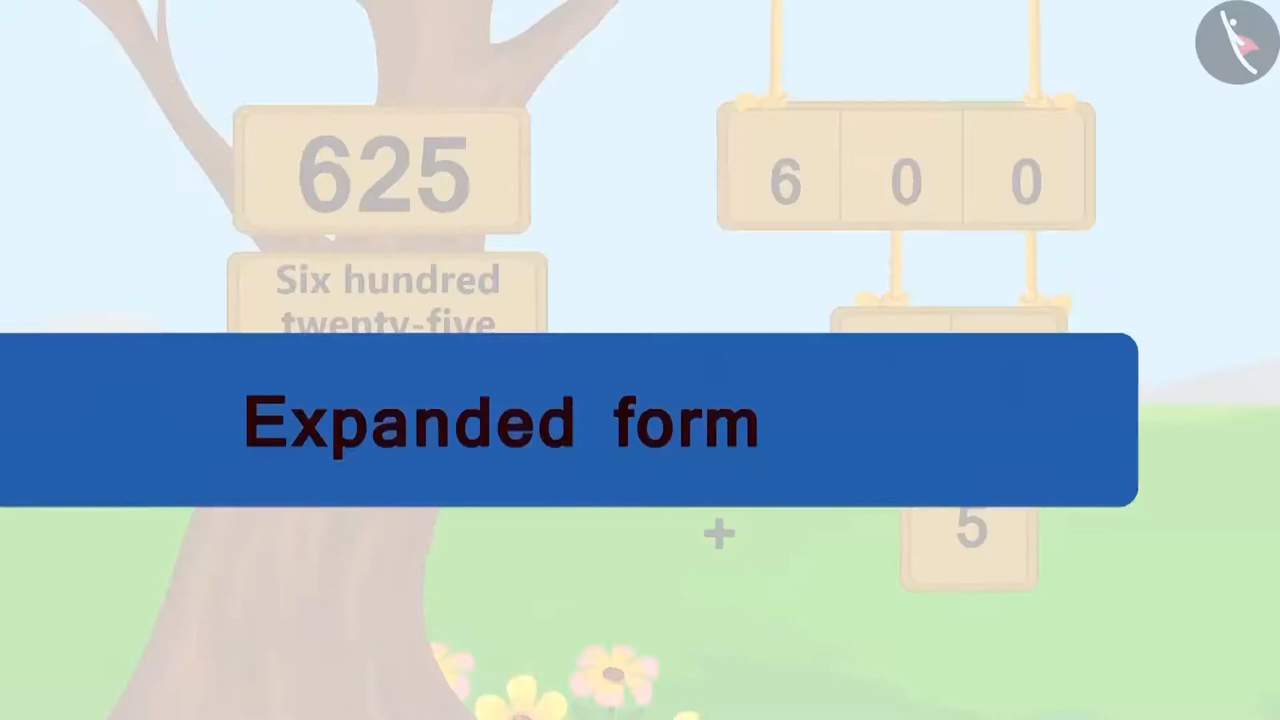 625
Six hundred
twenty-five
6 0 0
Expanded form
+ 5